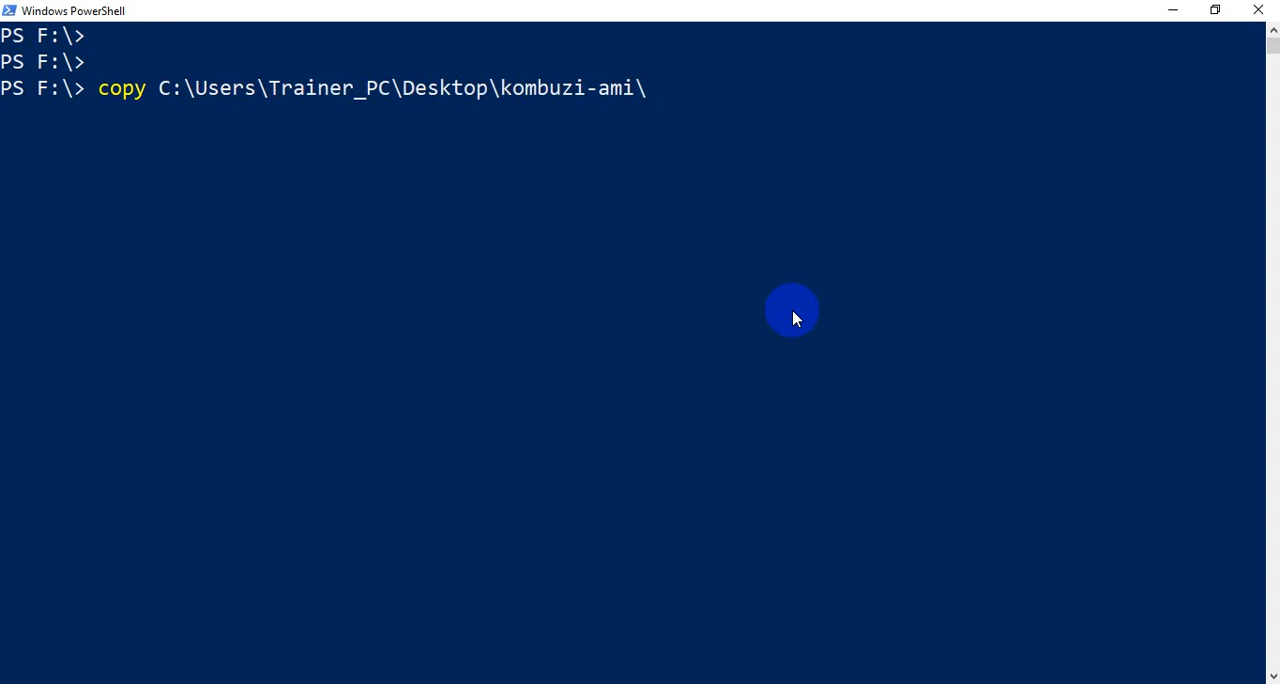 Windows PowerShell
PS F:\>
PS F:\>
PS F:\> copy C:\Users\Trainer_PC\Desktop\kombuzi-ami\